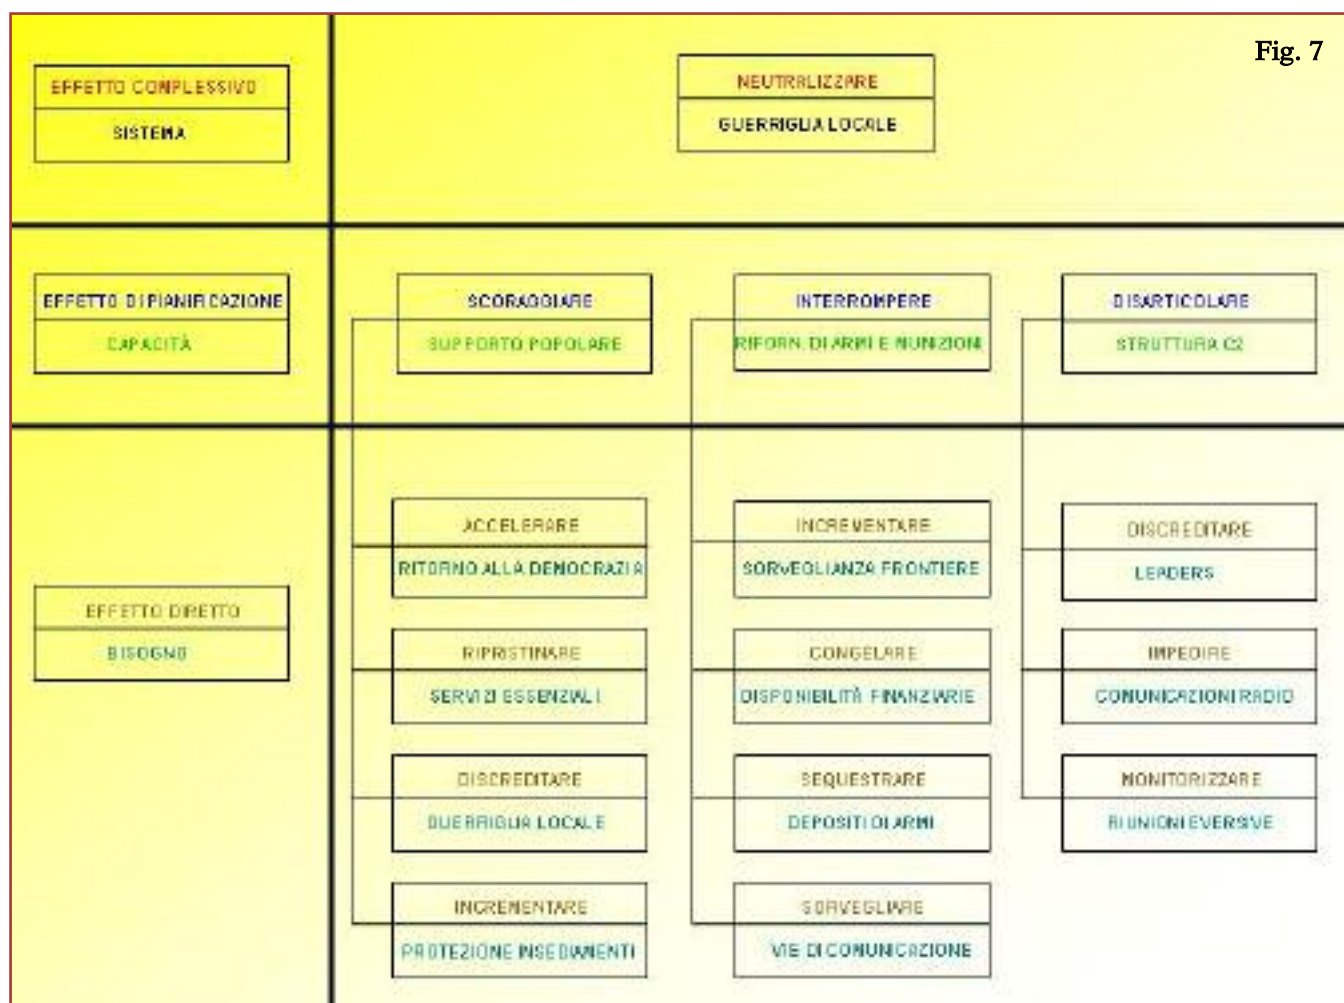 Fig. 7
EFFETTO COMPLESSIVO
SISTEMA
NEUTRALIZZARE
GUERRIGLIA LOCALE
EFFETTO DI PIANIFICAZIONE
CAPACITÀ
SCORAGGIARE
SUPPORTO POPOLARE
INTERROMPERE
RIFORN. DI ARMI E MUNIZIONI
DISARTICOLARE
STRUTTURA C2
EFFETTO DIRETTO
BISOGNO
ACCELERARE
RITORNO ALLA DEMOCRAZIA
RIPRISTINARE
SERVIZI ESSENZIALI
DISCREDITARE
GUERRIGLIA LOCALE
INCREMENTARE
PROTEZIONE INSEDIAMENTI
INCREMENTARE
SORVEGLIANZA FRONTIERE
CONGELARE
DISPONIBILITÀ FINANZIARIE
SEQUESTRARE
DEPOSITI DI ARMI
SORVEGLIARE
VIE DI COMUNICAZIONE
DISCREDITARE
LEADERS
IMPEDIRE
COMUNICAZIONI RADIO
MONITORIZZARE
RIUNIONI EVERSIVE